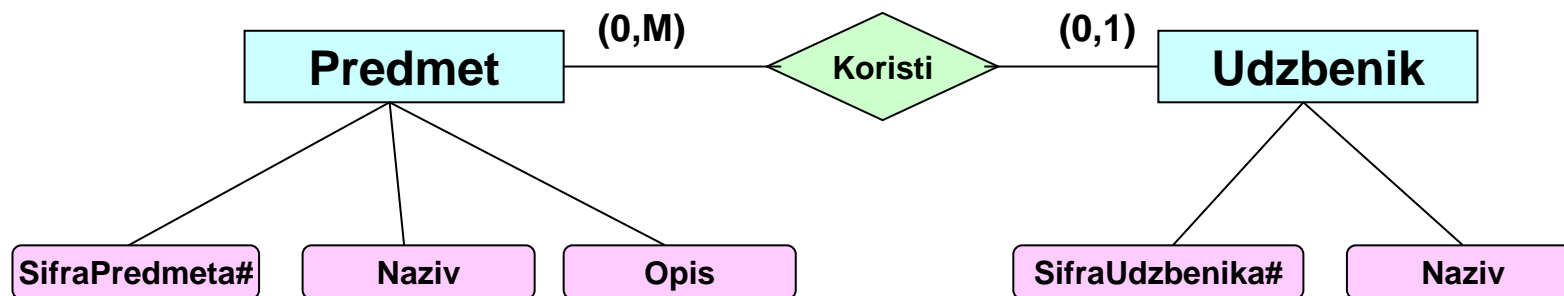 (0,M)
(0,1)
Predmet
Koristi
Udzbenik
SifraPredmeta#
Naziv
Opis
SifraUdzbenika#
Naziv